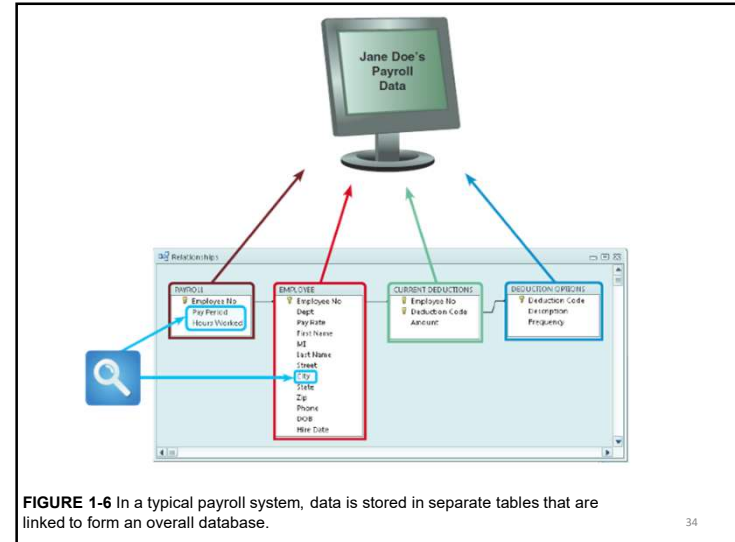 Jane Doe's
Payroll
Data
Relationships
PAYROLL
Employee No
Pay Period
Hours Worked
EMPLOYEE
Employee No
Dept
Pay Rate
First Name
MI
Last Name
Street
City
State
Zip
Phone
DOB
Hire Date
CURRENT DEDUCTIONS
Employee No
Deduction Code
Amount
DEDUCTION OPTIONS
Deduction Code
Description
Frequency
FIGURE 1-6 In a typical payroll system, data is stored in separate tables that are
linked to form an overall database.
34